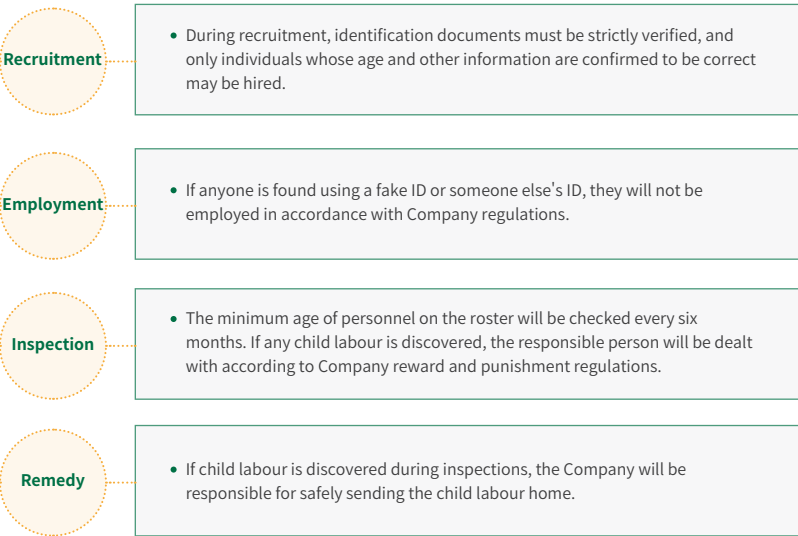 Recruitment
• During recruitment, identification documents must be strictly verified, and
only individuals whose age and other information are confirmed to be correct
may be hired.
Employment
• If anyone is found using a fake ID or someone else's ID, they will not be
employed in accordance with Company regulations.
Inspection
• The minimum age of personnel on the roster will be checked every six
months. If any child labour is discovered, the responsible person will be dealt
with according to Company reward and punishment regulations.
Remedy
• If child labour is discovered during inspections, the Company will be
responsible for safely sending the child labour home.